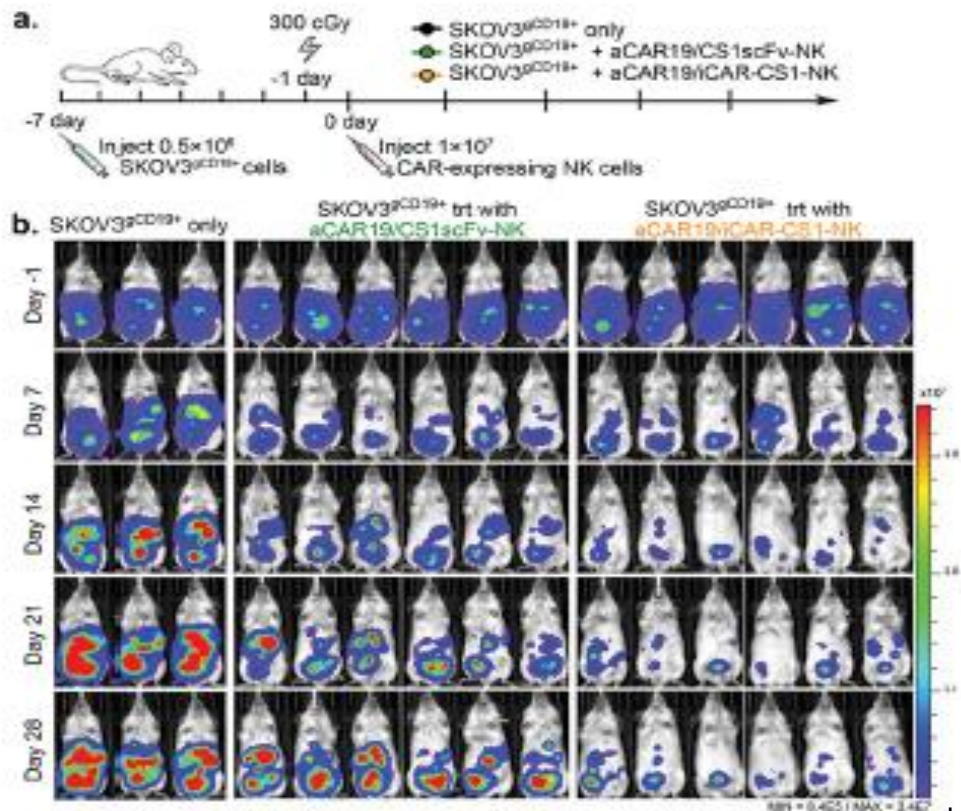 a.
300 cGy
-1 day
SKOV3gCD19+ only
SKOV3gCD19+ + aCAR19/CS1scFv-NK
SKOV3gCD19+ + aCAR19/iCAR-CS1-NK
-7 day
0 day
Inject 0.5×10⁶
SKOV3gCD19+ cells
Inject 1×10⁷
CAR-expressing NK cells
b.
SKOV3gCD19+ only
SKOV3gCD19+ trt with
aCAR19/CS1scFv-NK
SKOV3gCD19+ trt with
aCAR19/iCAR-CS1-NK
Day -1
Day 7
Day 14
Day 21
Day 28